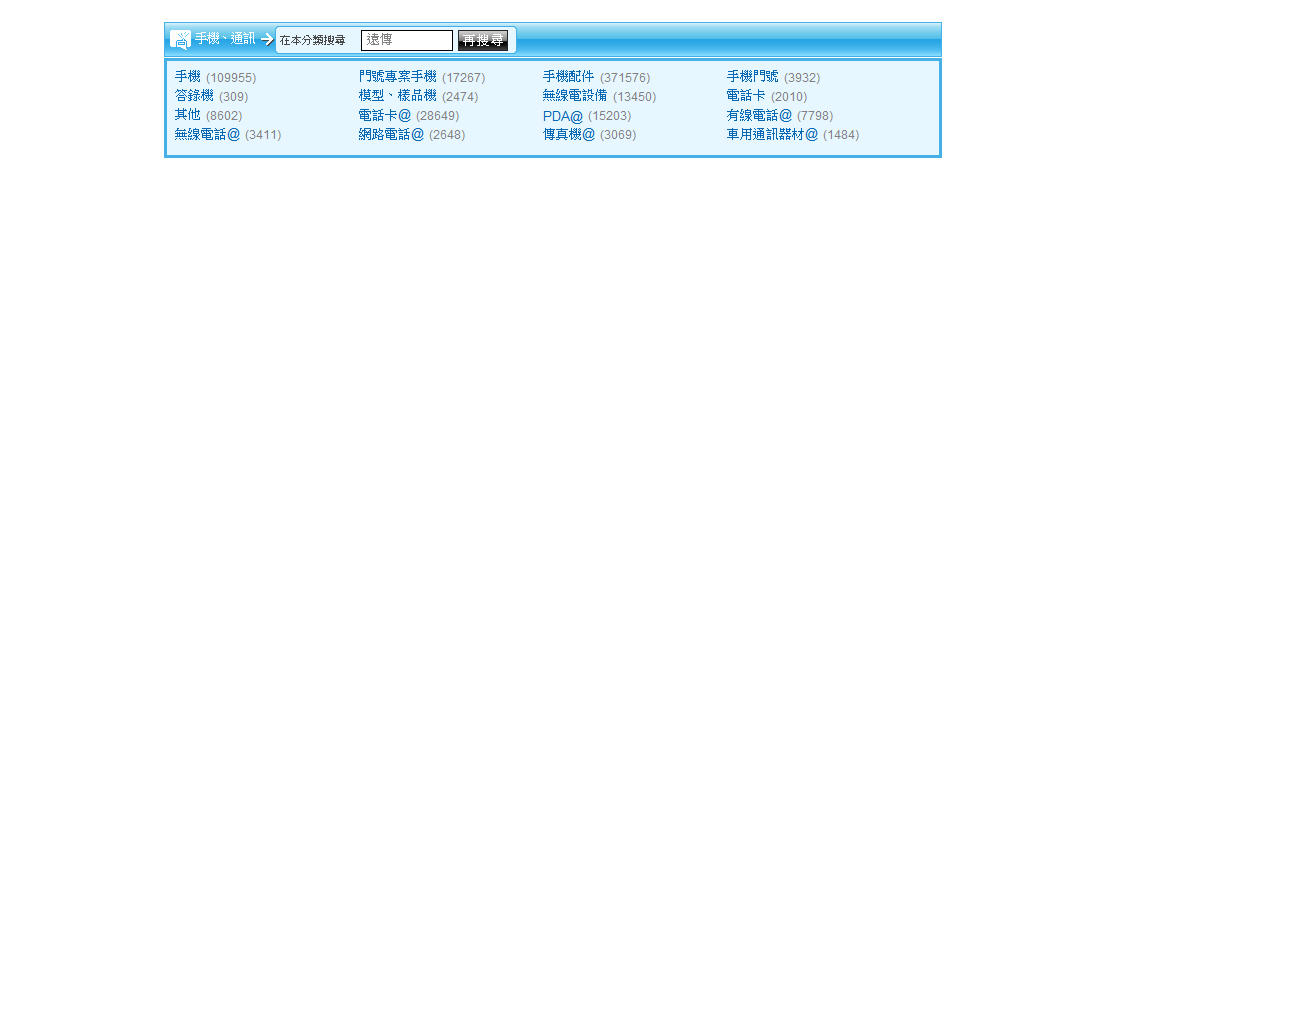 手機、通訊 在本分類搜尋 遠傳 再搜尋
手機 (109955) 門號專案手機 (17267) 手機配件 (371576) 手機門號 (3932)
答錄機 (309) 模型、樣品機 (2474) 無線電設備 (13450) 電話卡 (2010)
其他 (8602) 電話卡@ (28649) PDA@ (15203) 有線電話@ (7798)
無線電話@ (3411) 網路電話@ (2648) 傳真機@ (3069) 車用通訊器材@ (1484)